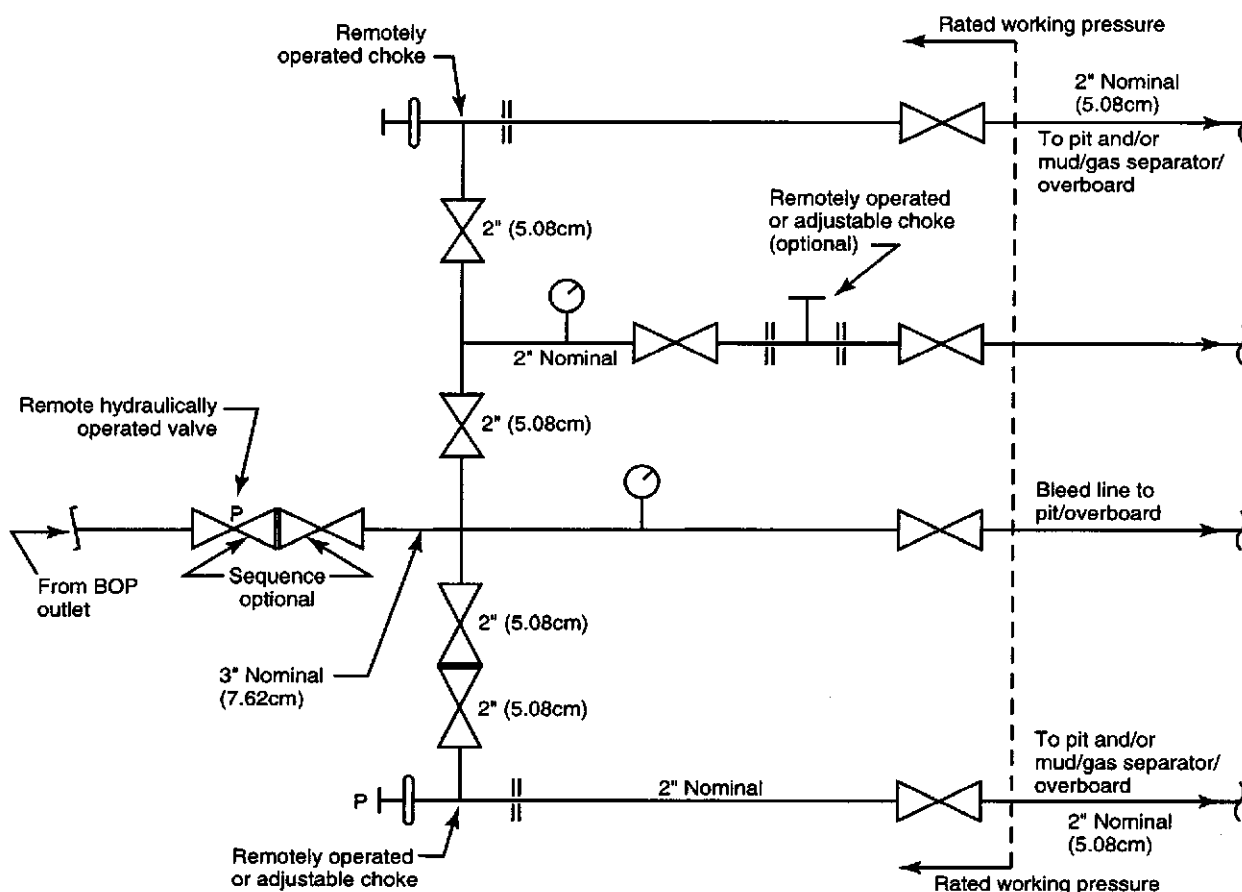 Remotely
operated choke
Rated working pressure
2" Nominal
(5.08cm)
To pit and/or
mud/gas separator/
overboard
2" (5.08cm)
Remotely operated
or adjustable choke
(optional)
2" Nominal
Remote hydraulically
operated valve
2" (5.08cm)
P
Bleed line to
pit/overboard
From BOP
outlet
Sequence
optional
2" (5.08cm)
3" Nominal
(7.62cm)
2" (5.08cm)
To pit and/or
mud/gas separator/
overboard
P
2" Nominal
2" Nominal
(5.08cm)
Remotely operated
or adjustable choke
Rated working pressure